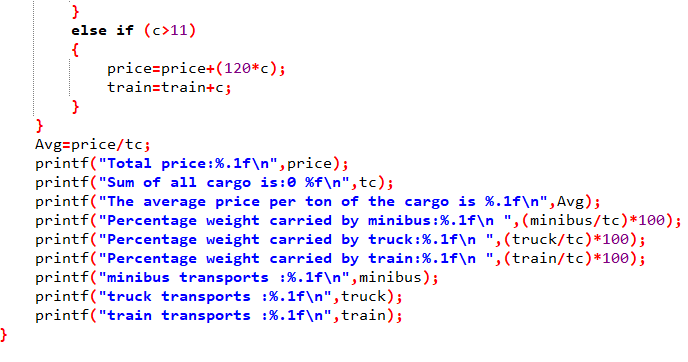 }
else if (c>11)
{
price=price+(120*c);
train=train+c;
}
}
Avg=price/tc;
printf("Total price:%.1f\n",price);
printf("Sum of all cargo is:0 %f\n",tc);
printf("The average price per ton of the cargo is %.1f\n",Avg);
printf("Percentage weight carried by minibus:%.1f\n ",(minibus/tc)*100);
printf("Percentage weight carried by truck:%.1f\n ",(truck/tc)*100);
printf("Percentage weight carried by train:%.1f\n ",(train/tc)*100);
printf("minibus transports :%.1f\n",minibus);
printf("truck transports :%.1f\n",truck);
printf("train transports :%.1f\n",train);
}